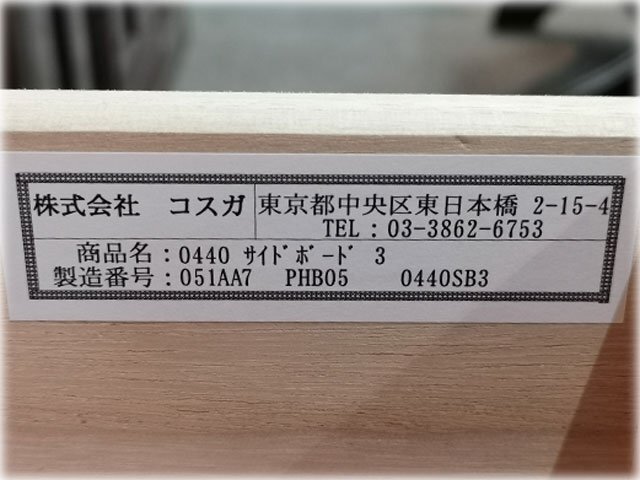 株式会社 コスガ
東京都中央区東日本橋 2-15-4
TEL：03-3862-6753
商品名：0440 ｻｲﾄﾞﾎﾞｰﾄﾞ 3
製造番号：051AA7 PHB05 0440SB3